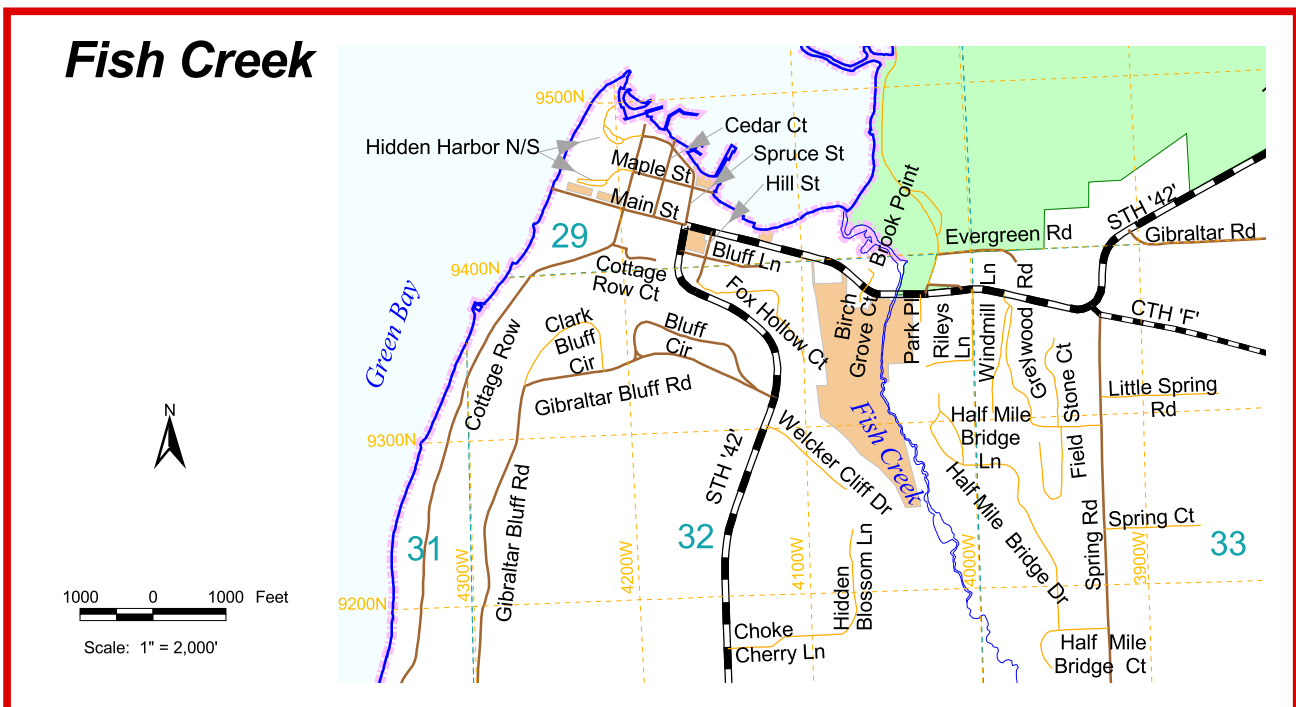 Fish Creek
9500N
Cedar Ct
Hidden Harbor N/S
Spruce St
Maple St
Hill St
Main St
Brook Point
STH '42'
29
Evergreen Rd
Gibraltar Rd
Bluff Ln
9400N
Cottage
Row Ct
Ln
Rd
Fox Hollow Ct
Green Bay
Clark
Bluff
Cir
Bluff
Cir
Birch
Grove Ct
Park Pl
Rileys
Ln
Windmill
Greywood
CTH 'F'
Cottage Row
Gibraltar Bluff Rd
Stone Ct
Field
Little Spring
Rd
N
9300N
Half Mile
Bridge
Ln
Fish Creek
Welcker Cliff Dr
STH '42'
Gibraltar Bluff Rd
Half Mile Bridge Dr
Spring Rd
Spring Ct
31
32
33
4300W
4200W
4100W
4000W
3900W
Hidden
Blossom Ln
9200N
1000 0 1000 Feet
Scale: 1" = 2,000'
Choke
Cherry Ln
Half Mile
Bridge Ct